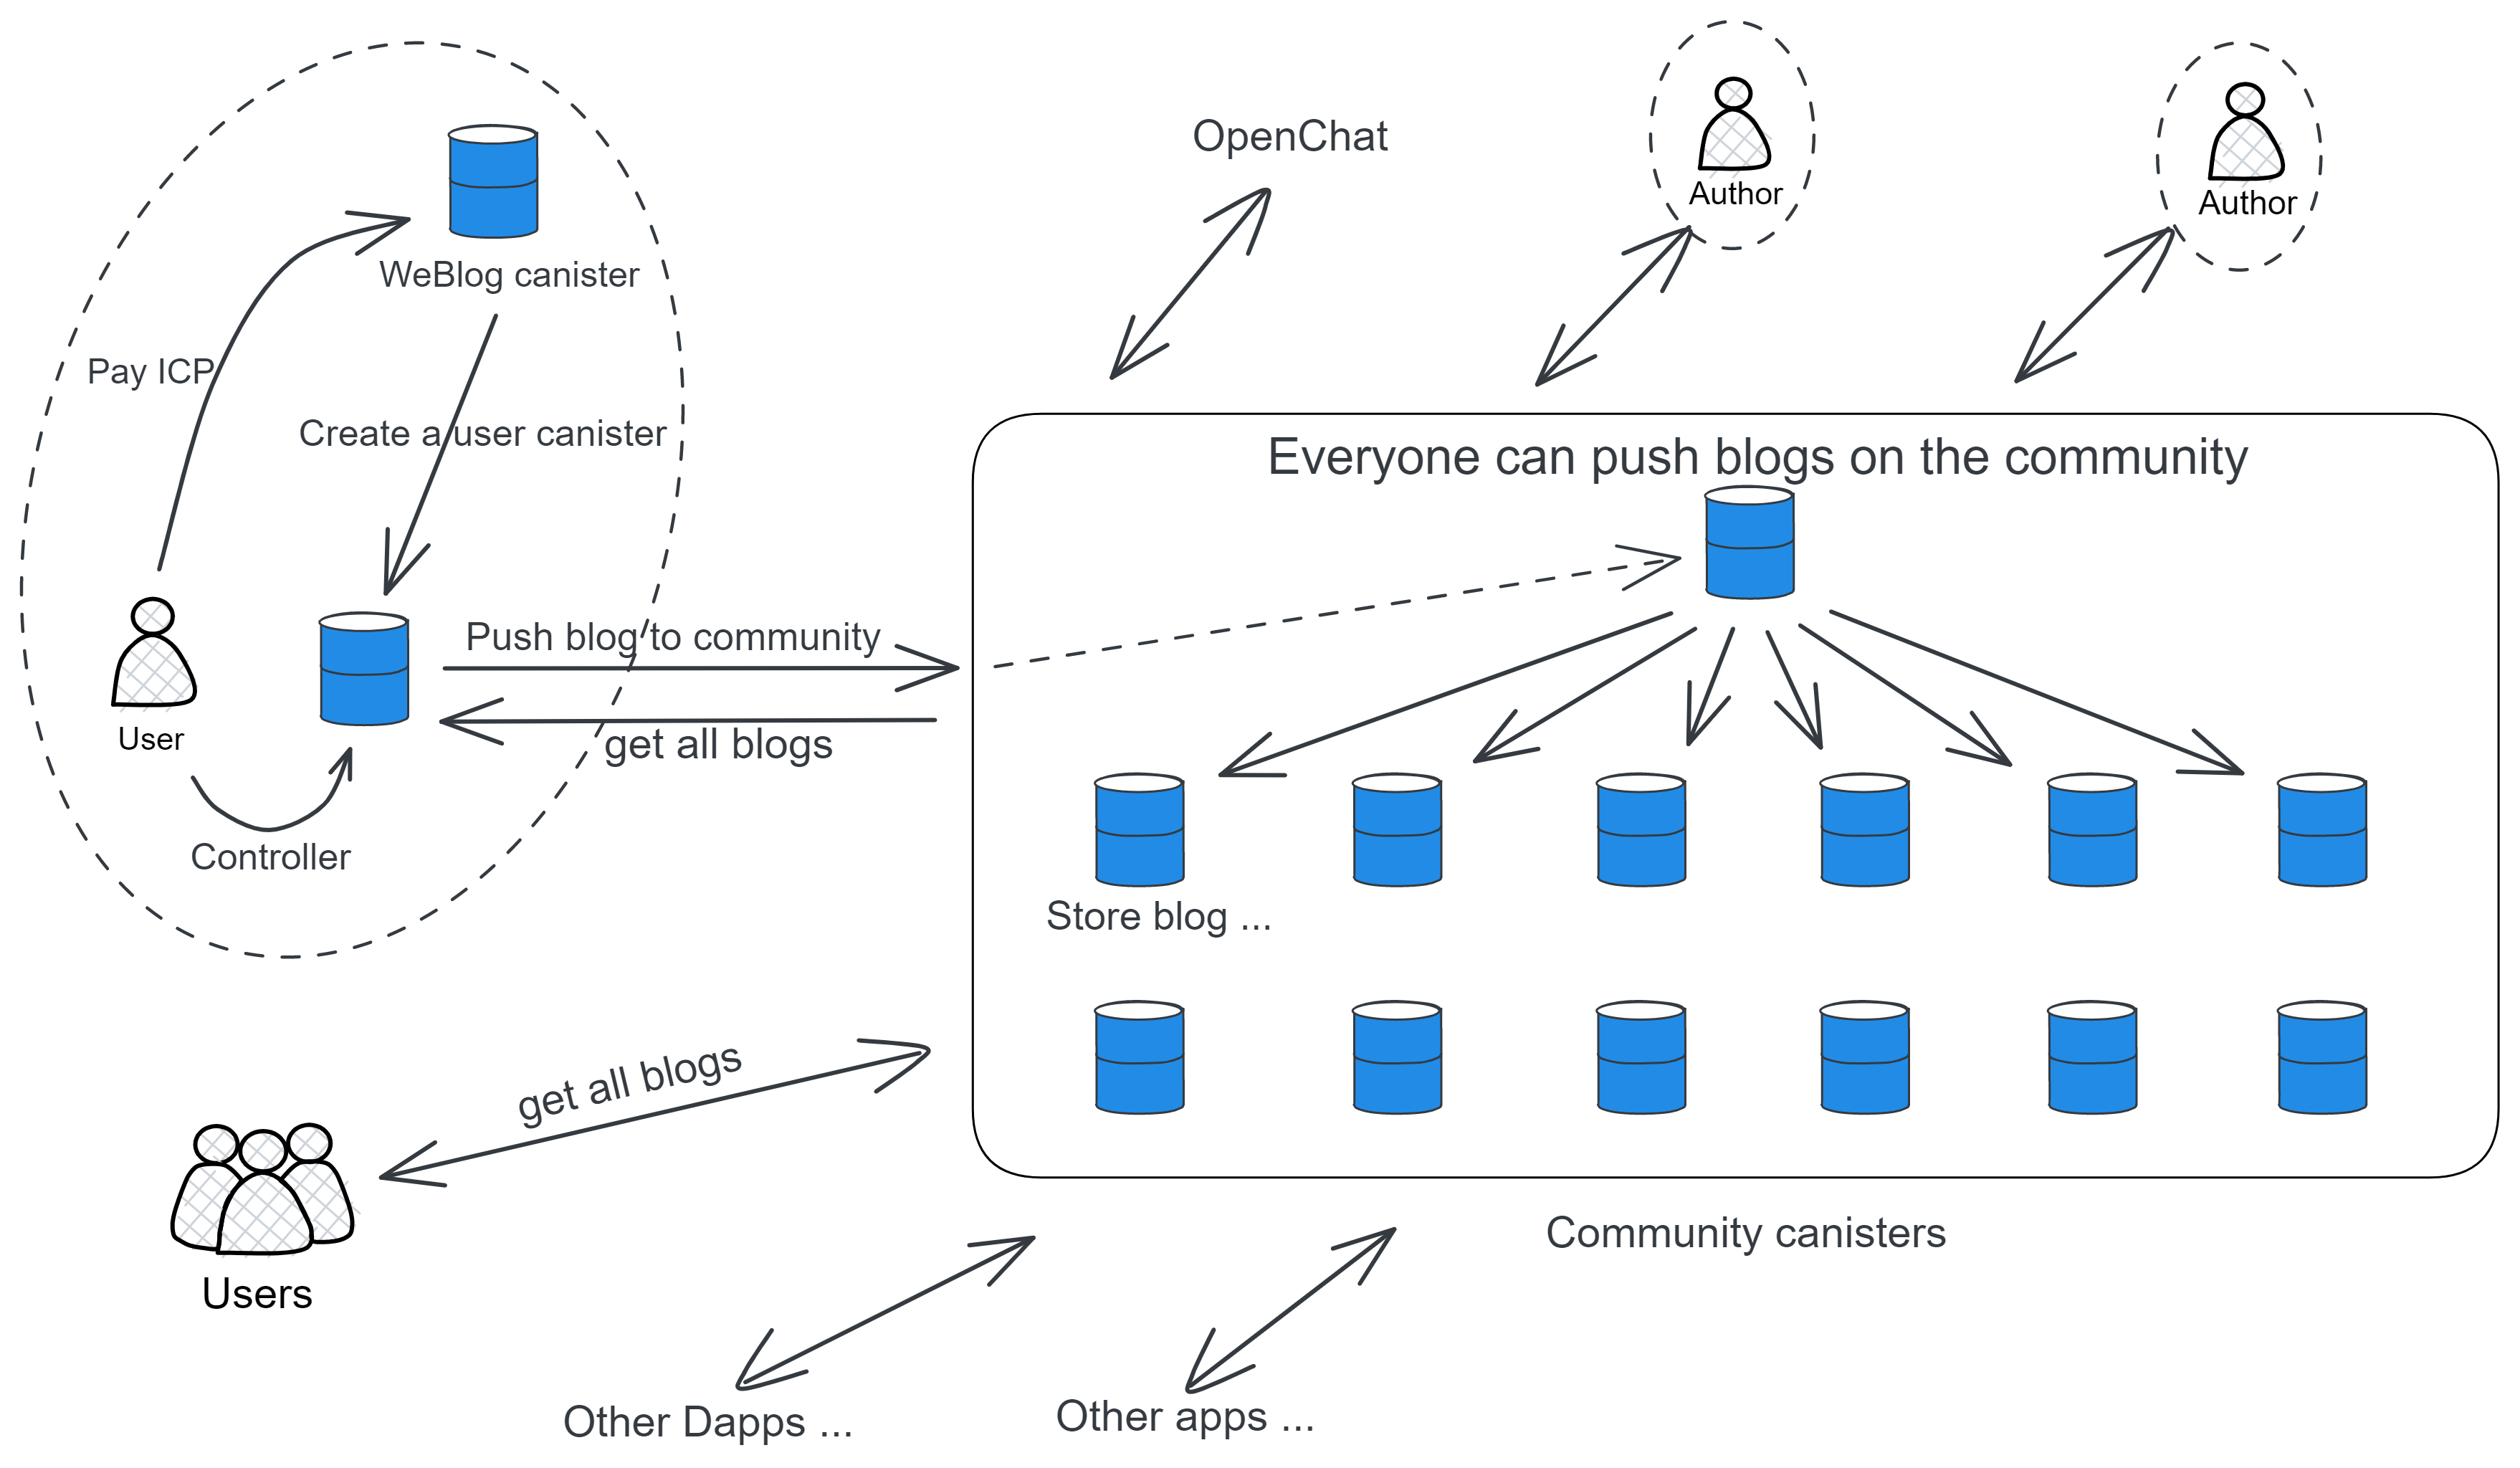 OpenChat
Author
Author
WeBlog canister
Pay ICP
Create a user canister
Everyone can push blogs on the community
Push blog to community
get all blogs
User
Controller
Store blog ...
get all blogs
Users
Community canisters
Other Dapps ...
Other apps ...